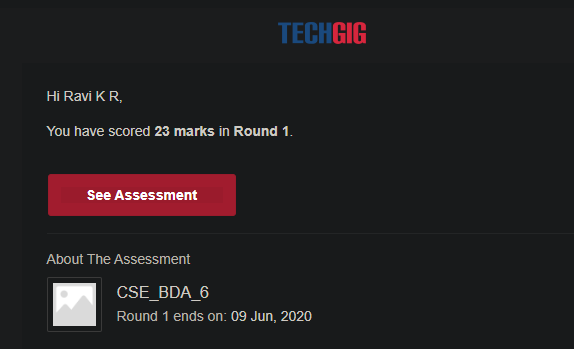 TECHGIG
Hi Ravi K R,
You have scored 23 marks in Round 1.
See Assessment
About The Assessment
CSE_BDA_6
Round 1 ends on: 09 Jun, 2020